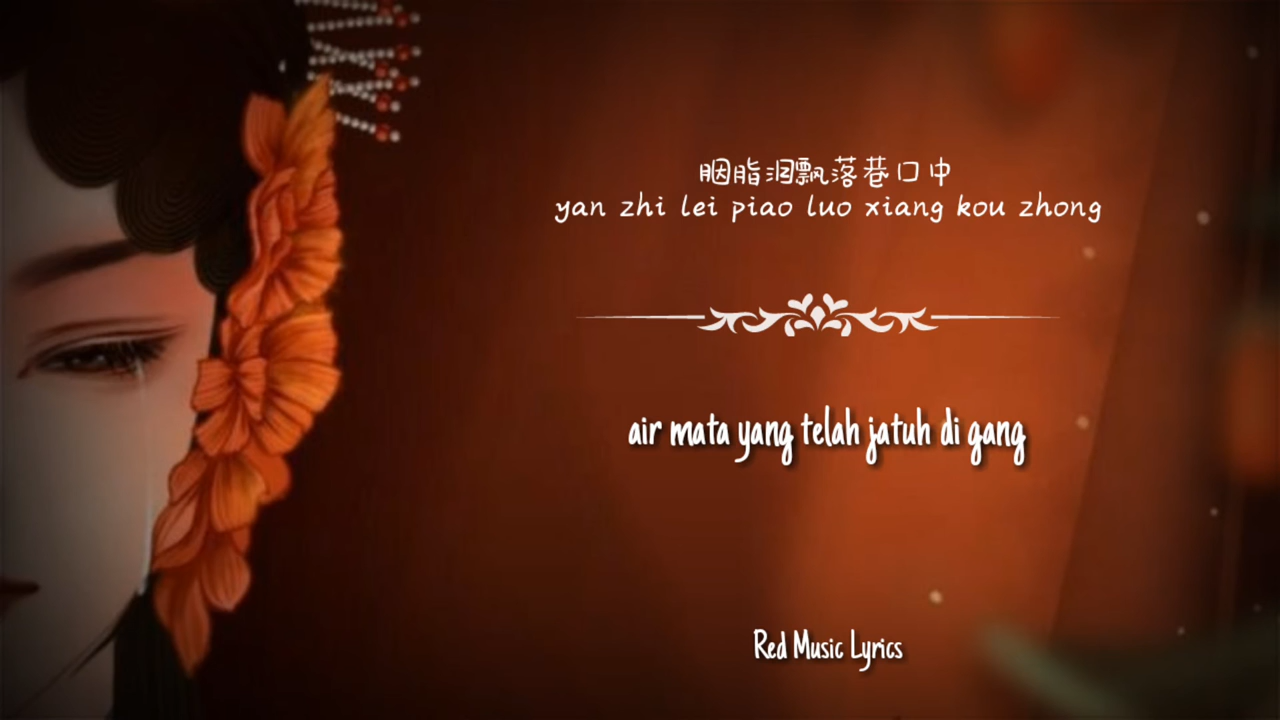 胭脂泪飘落巷口中
yan zhi lei piao luo xiang kou zhong
air mata yang telah jatuh di gang
Red Music Lyrics